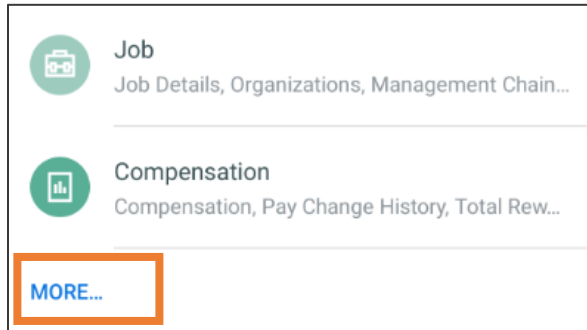 Job
Job Details, Organizations, Management Chain...
Compensation
Compensation, Pay Change History, Total Rew...
MORE...